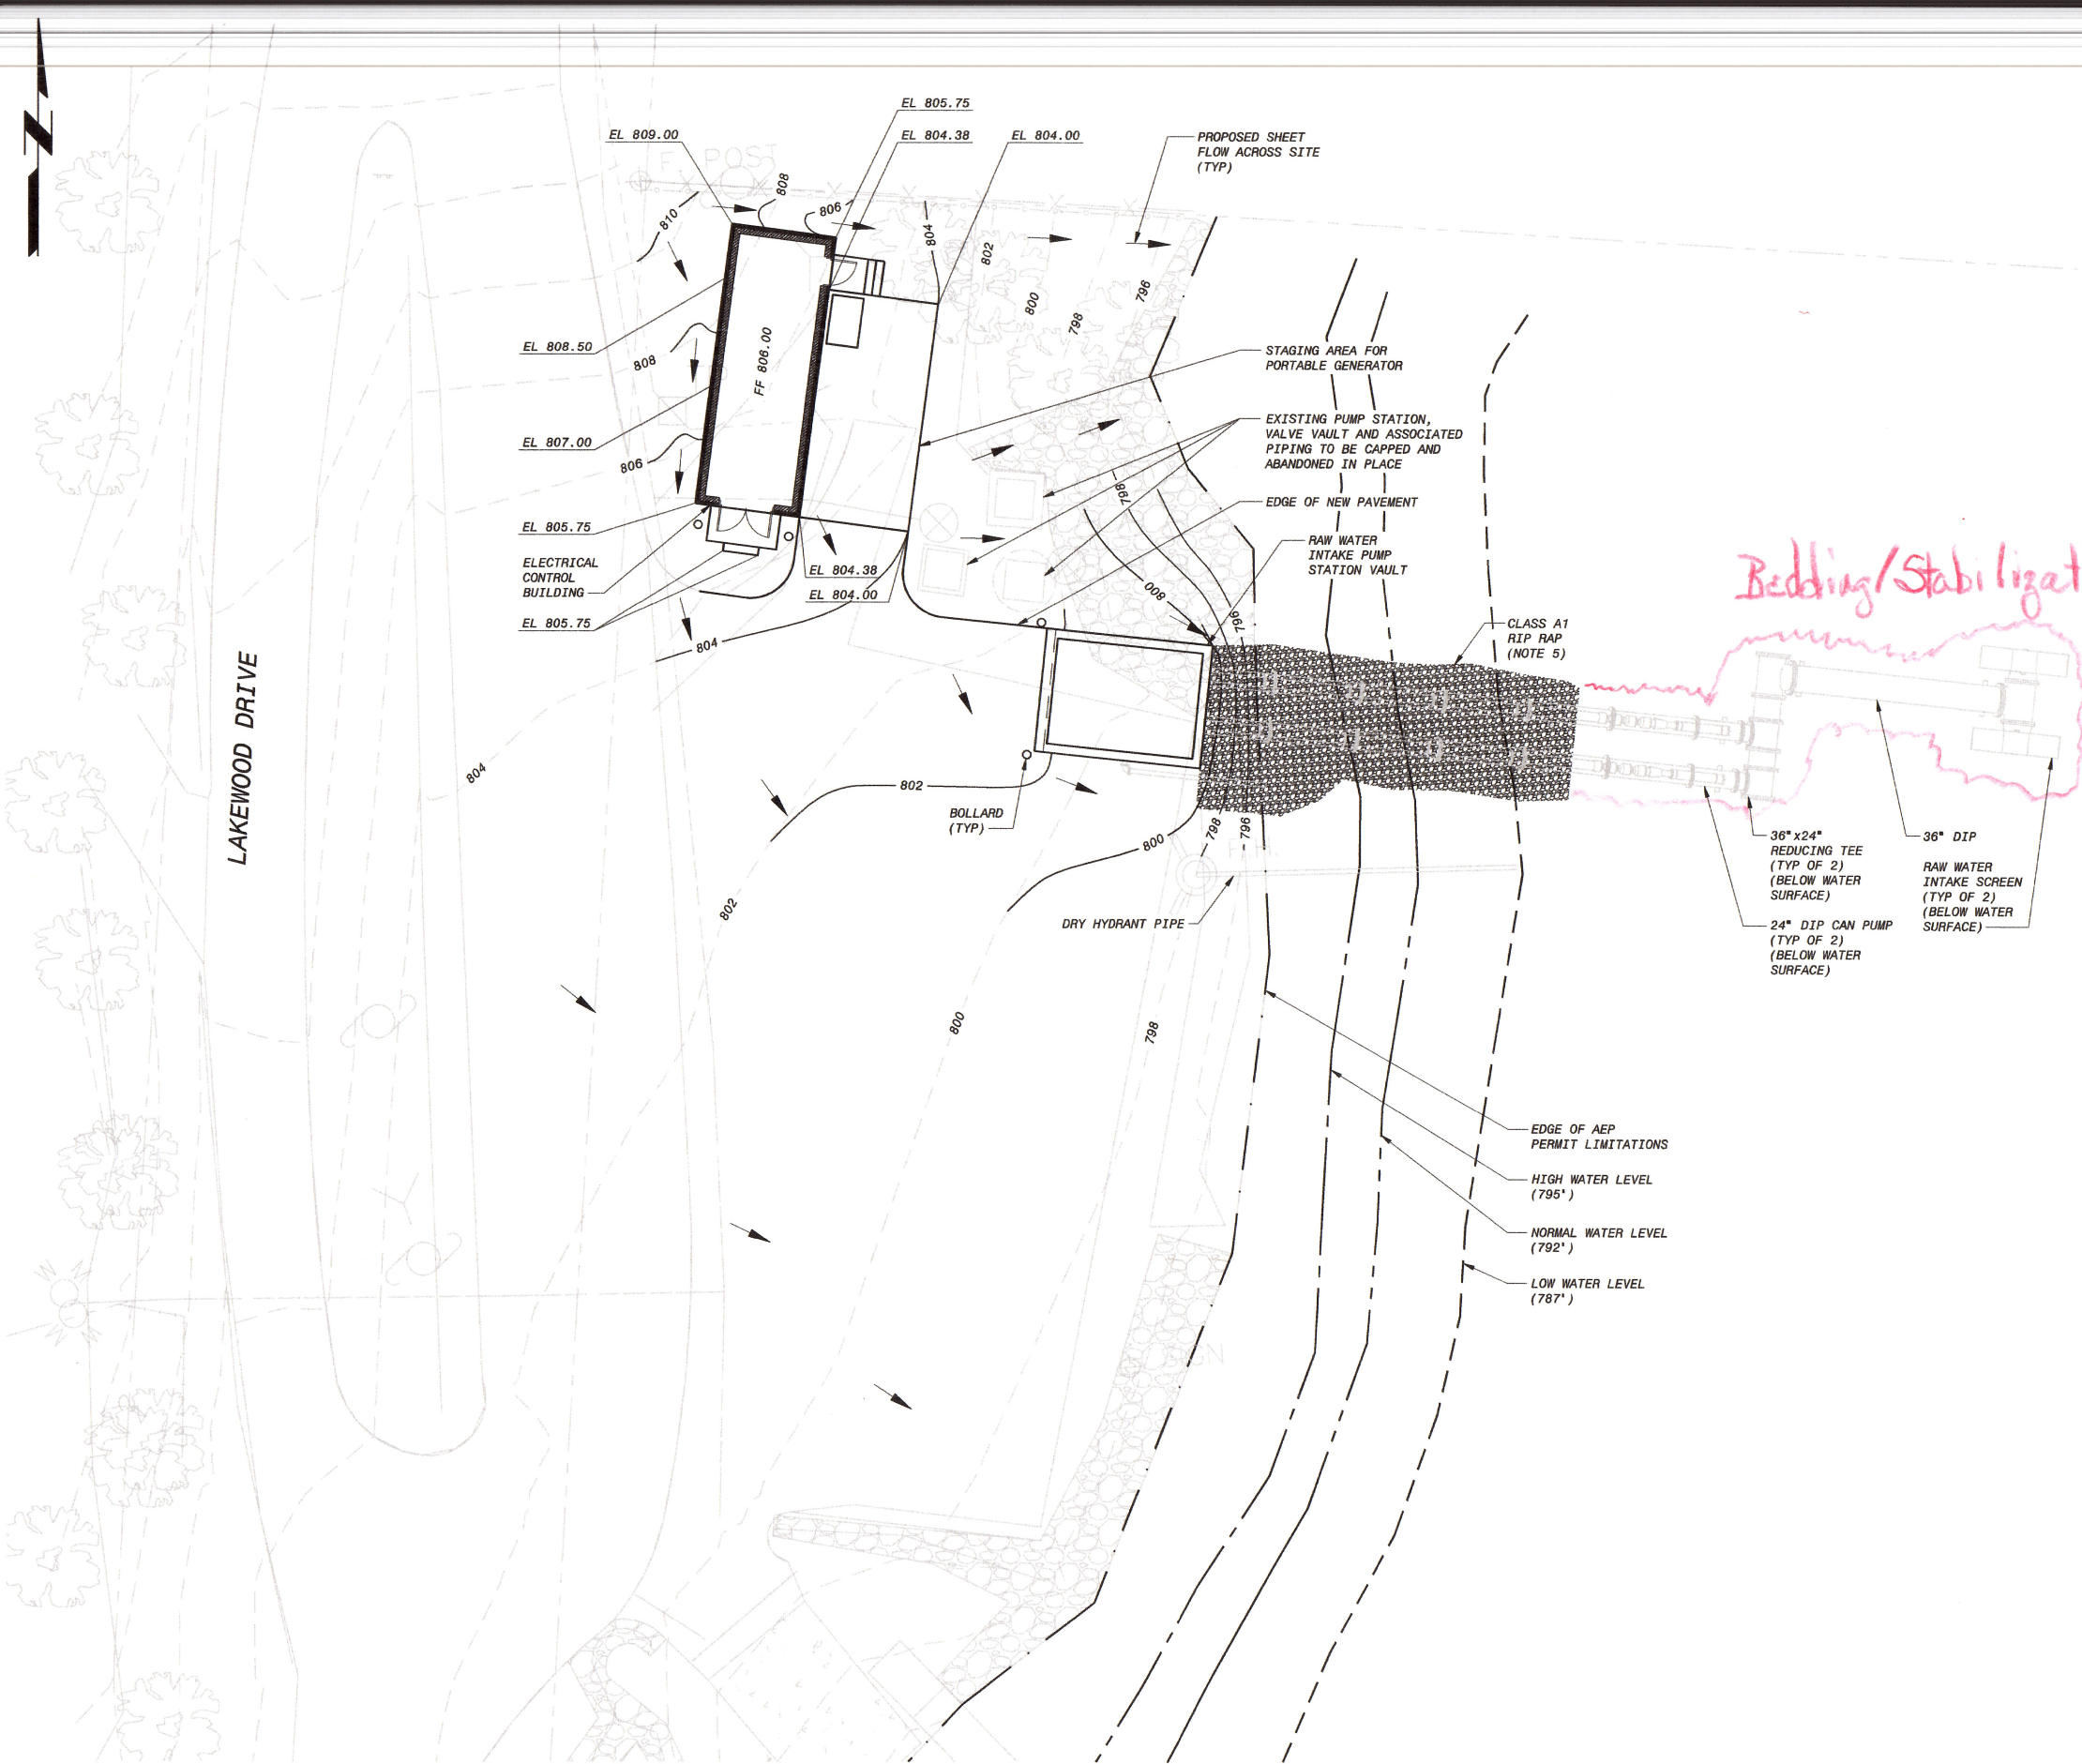 N
EL 805.75
EL 809.00
EL 804.38
EL 804.00
PROPOSED SHEET
FLOW ACROSS SITE
(TYP)
POST
808
806
810
804
802
800
798
796
EL 808.50
808
FF 806.00
STAGING AREA FOR
PORTABLE GENERATOR
EL 807.00
806
EXISTING PUMP STATION,
VALVE VAULT AND ASSOCIATED
PIPING TO BE CAPPED AND
ABANDONED IN PLACE
798
EDGE OF NEW PAVEMENT
EL 805.75
ELECTRICAL
CONTROL
BUILDING
EL 805.75
EL 804.38
EL 804.00
RAW WATER
INTAKE PUMP
STATION VAULT
800
796
Bedding/Stabilizat
CLASS A1
RIP RAP
(NOTE 5)
804
LAKEWOOD DRIVE
804
802
BOLLARD
(TYP)
798
796
800
36"x24"
REDUCING TEE
(TYP OF 2)
(BELOW WATER
SURFACE)
36" DIP
RAW WATER
INTAKE SCREEN
(TYP OF 2)
(BELOW WATER
SURFACE)
24" DIP CAN PUMP
(TYP OF 2)
(BELOW WATER
SURFACE)
802
DRY HYDRANT PIPE
800
798
EDGE OF AEP
PERMIT LIMITATIONS
HIGH WATER LEVEL
(795')
NORMAL WATER LEVEL
(792')
LOW WATER LEVEL
(787')